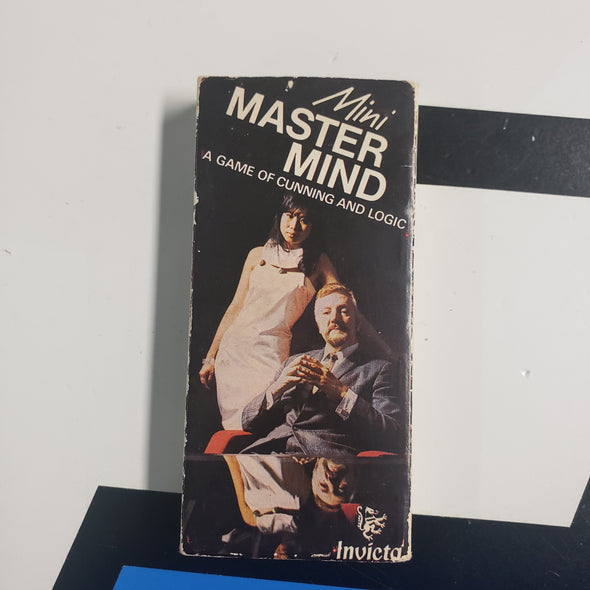 Mini
MASTER
MIND
A GAME OF CUNNING AND LOGIC
Invicta